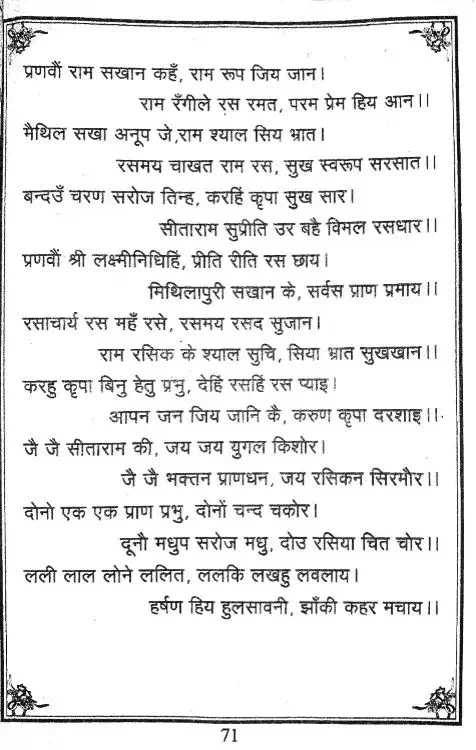 प्रणवौं राम सखान कहँ, राम रूप जिय जान।
राम रँगीले रस रमत, परम प्रेम हिय आन।।
मैथिल सखा अनूप जे,राम श्याल सिय भ्रात।
रसमय चाखत राम रस, सुख स्वरूप सरसात।।
बन्दउँ चरण सरोज तिन्ह, करहिं कृपा सुख सार।
सीताराम सुप्रीति उर बहै विमल रसधार।।
प्रणवौं श्री लक्ष्मीनिधिहिं, प्रीति रीति रस छाय।
मिथिलापुरी सखान के, सर्वस प्राण प्रमाय।।
रसाचार्य रस महँ रसे, रसमय रसद सुजान।
राम रसिक के श्याल सुचि, सिया भ्रात सुखखान।।
करहु कृपा बिनु हेतु प्रभु, देहिं रसहिं रस प्याइ।
आपन जन जिय जानि कै, करुण कृपा दरशाइ।।
जै जै सीताराम की, जय जय युगल किशोर।
जै जै भक्तन प्राणधन, जय रसिकन सिरमौर।।
दोनो एक एक प्राण प्रभु, दोनों चन्द चकोर।
दूनौ मधुप सरोज मधु, दोउ रसिया चित चोर।।
लली लाल लोने ललित, ललकि लखहु लवलाय।
हर्षण हिय हुलसावनी, झाँकी कहर मचाय।।
71